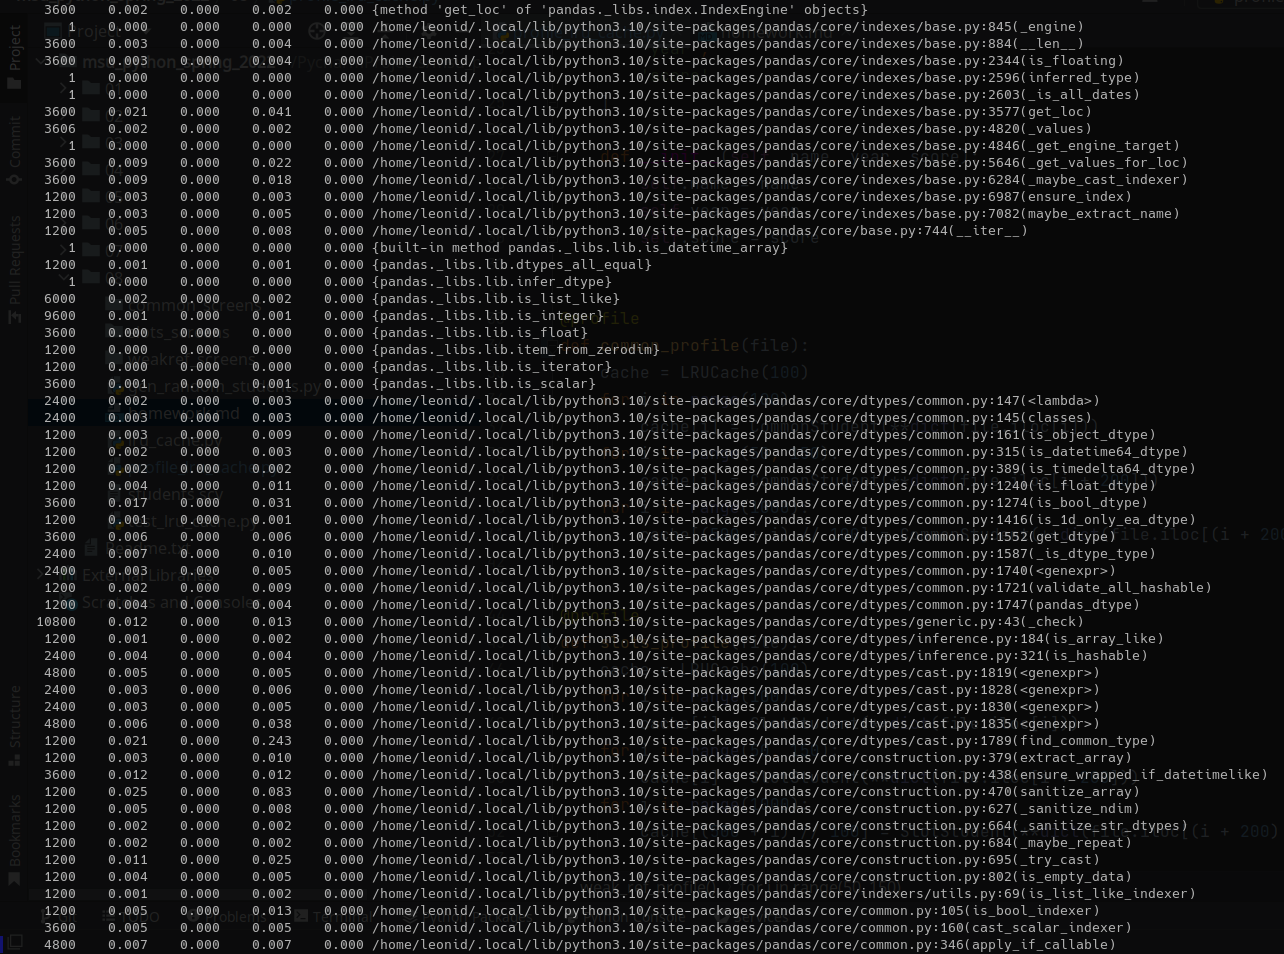 3600 0.002 0.000 0.002 0.000 {method 'get_loc' of 'pandas._libs.index.IndexEngine' objects}
1 0.000 0.000 0.000 0.000 /home/leonid/.local/lib/python3.10/site-packages/pandas/core/indexes/base.py:845(_engine)
3600 0.003 0.000 0.004 0.000 /home/leonid/.local/lib/python3.10/site-packages/pandas/core/indexes/base.py:884(__len__)
3600 0.003 0.000 0.004 0.000 /home/leonid/.local/lib/python3.10/site-packages/pandas/core/indexes/base.py:2344(is_floating)
1 0.000 0.000 0.000 0.000 /home/leonid/.local/lib/python3.10/site-packages/pandas/core/indexes/base.py:2596(inferred_type)
1 0.000 0.000 0.000 0.000 /home/leonid/.local/lib/python3.10/site-packages/pandas/core/indexes/base.py:2603(_is_all_dates)
3600 0.021 0.000 0.041 0.000 /home/leonid/.local/lib/python3.10/site-packages/pandas/core/indexes/base.py:3577(get_loc)
3606 0.002 0.000 0.002 0.000 /home/leonid/.local/lib/python3.10/site-packages/pandas/core/indexes/base.py:4820(_values)
1 0.000 0.000 0.000 0.000 /home/leonid/.local/lib/python3.10/site-packages/pandas/core/indexes/base.py:4846(_get_engine_target)
3600 0.009 0.000 0.022 0.000 /home/leonid/.local/lib/python3.10/site-packages/pandas/core/indexes/base.py:5646(_get_values_for_loc)
3600 0.009 0.000 0.018 0.000 /home/leonid/.local/lib/python3.10/site-packages/pandas/core/indexes/base.py:6284(_maybe_cast_indexer)
1200 0.003 0.000 0.003 0.000 /home/leonid/.local/lib/python3.10/site-packages/pandas/core/indexes/base.py:6987(ensure_index)
1200 0.003 0.000 0.005 0.000 /home/leonid/.local/lib/python3.10/site-packages/pandas/core/indexes/base.py:7082(maybe_extract_name)
1200 0.005 0.000 0.008 0.000 /home/leonid/.local/lib/python3.10/site-packages/pandas/core/base.py:744(__iter__)
1 0.000 0.000 0.000 0.000 {built-in method pandas._libs.lib.is_datetime_array}
1200 0.001 0.000 0.001 0.000 {pandas._libs.lib.dtypes_all_equal}
1 0.000 0.000 0.000 0.000 {pandas._libs.lib.infer_dtype}
6000 0.002 0.000 0.002 0.000 {pandas._libs.lib.is_list_like}
9600 0.001 0.000 0.001 0.000 {pandas._libs.lib.is_integer}
3600 0.000 0.000 0.000 0.000 {pandas._libs.lib.is_float}
1200 0.000 0.000 0.000 0.000 {pandas._libs.lib.item_from_zerodim}
1200 0.000 0.000 0.000 0.000 {pandas._libs.lib.is_iterator}
3600 0.001 0.000 0.001 0.000 {pandas._libs.lib.is_scalar}
2400 0.002 0.000 0.003 0.000 /home/leonid/.local/lib/python3.10/site-packages/pandas/core/dtypes/common.py:147(<lambda>)
2400 0.003 0.000 0.003 0.000 /home/leonid/.local/lib/python3.10/site-packages/pandas/core/dtypes/common.py:145(classes)
1200 0.003 0.000 0.009 0.000 /home/leonid/.local/lib/python3.10/site-packages/pandas/core/dtypes/common.py:161(is_object_dtype)
1200 0.002 0.000 0.003 0.000 /home/leonid/.local/lib/python3.10/site-packages/pandas/core/dtypes/common.py:315(is_datetime64_dtype)
1200 0.002 0.000 0.002 0.000 /home/leonid/.local/lib/python3.10/site-packages/pandas/core/dtypes/common.py:389(is_timedelta64_dtype)
1200 0.004 0.000 0.011 0.000 /home/leonid/.local/lib/python3.10/site-packages/pandas/core/dtypes/common.py:1240(is_float_dtype)
3600 0.017 0.000 0.031 0.000 /home/leonid/.local/lib/python3.10/site-packages/pandas/core/dtypes/common.py:1274(is_bool_dtype)
1200 0.001 0.000 0.001 0.000 /home/leonid/.local/lib/python3.10/site-packages/pandas/core/dtypes/common.py:1416(is_1d_only_ea_dtype)
3600 0.006 0.000 0.006 0.000 /home/leonid/.local/lib/python3.10/site-packages/pandas/core/dtypes/common.py:1552(get_dtype)
2400 0.007 0.000 0.010 0.000 /home/leonid/.local/lib/python3.10/site-packages/pandas/core/dtypes/common.py:1587(_is_dtype_type)
2400 0.003 0.000 0.005 0.000 /home/leonid/.local/lib/python3.10/site-packages/pandas/core/dtypes/common.py:1740(<genexpr>)
1200 0.002 0.000 0.009 0.000 /home/leonid/.local/lib/python3.10/site-packages/pandas/core/dtypes/common.py:1721(validate_all_hashable)
1200 0.004 0.000 0.004 0.000 /home/leonid/.local/lib/python3.10/site-packages/pandas/core/dtypes/common.py:1747(pandas_dtype)
10800 0.012 0.000 0.013 0.000 /home/leonid/.local/lib/python3.10/site-packages/pandas/core/dtypes/generic.py:43(_check)
1200 0.001 0.000 0.002 0.000 /home/leonid/.local/lib/python3.10/site-packages/pandas/core/dtypes/inference.py:184(is_array_like)
2400 0.004 0.000 0.004 0.000 /home/leonid/.local/lib/python3.10/site-packages/pandas/core/dtypes/inference.py:321(is_hashable)
4800 0.005 0.000 0.005 0.000 /home/leonid/.local/lib/python3.10/site-packages/pandas/core/dtypes/cast.py:1819(<genexpr>)
2400 0.003 0.000 0.006 0.000 /home/leonid/.local/lib/python3.10/site-packages/pandas/core/dtypes/cast.py:1828(<genexpr>)
2400 0.003 0.000 0.005 0.000 /home/leonid/.local/lib/python3.10/site-packages/pandas/core/dtypes/cast.py:1830(<genexpr>)
4800 0.006 0.000 0.038 0.000 /home/leonid/.local/lib/python3.10/site-packages/pandas/core/dtypes/cast.py:1835(<genexpr>)
1200 0.021 0.000 0.243 0.000 /home/leonid/.local/lib/python3.10/site-packages/pandas/core/dtypes/cast.py:1789(find_common_type)
1200 0.003 0.000 0.010 0.000 /home/leonid/.local/lib/python3.10/site-packages/pandas/core/construction.py:379(extract_array)
3600 0.012 0.000 0.012 0.000 /home/leonid/.local/lib/python3.10/site-packages/pandas/core/construction.py:438(ensure_wrapped_if_datetimelike)
1200 0.025 0.000 0.083 0.000 /home/leonid/.local/lib/python3.10/site-packages/pandas/core/construction.py:470(sanitize_array)
1200 0.005 0.000 0.008 0.000 /home/leonid/.local/lib/python3.10/site-packages/pandas/core/construction.py:627(_sanitize_ndim)
1200 0.002 0.000 0.002 0.000 /home/leonid/.local/lib/python3.10/site-packages/pandas/core/construction.py:664(_sanitize_str_dtypes)
1200 0.002 0.000 0.002 0.000 /home/leonid/.local/lib/python3.10/site-packages/pandas/core/construction.py:684(_maybe_repeat)
1200 0.011 0.000 0.025 0.000 /home/leonid/.local/lib/python3.10/site-packages/pandas/core/construction.py:695(_try_cast)
1200 0.004 0.000 0.005 0.000 /home/leonid/.local/lib/python3.10/site-packages/pandas/core/construction.py:802(is_empty_data)
1200 0.001 0.000 0.002 0.000 /home/leonid/.local/lib/python3.10/site-packages/pandas/core/indexers/utils.py:69(is_list_like_indexer)
1200 0.005 0.000 0.013 0.000 /home/leonid/.local/lib/python3.10/site-packages/pandas/core/common.py:105(is_bool_indexer)
3600 0.005 0.000 0.005 0.000 /home/leonid/.local/lib/python3.10/site-packages/pandas/core/common.py:160(cast_scalar_indexer)
4800 0.007 0.000 0.007 0.000 /home/leonid/.local/lib/python3.10/site-packages/pandas/core/common.py:346(apply_if_callable)
Project
Commit
Pull Requests
Structure
Bookmarks